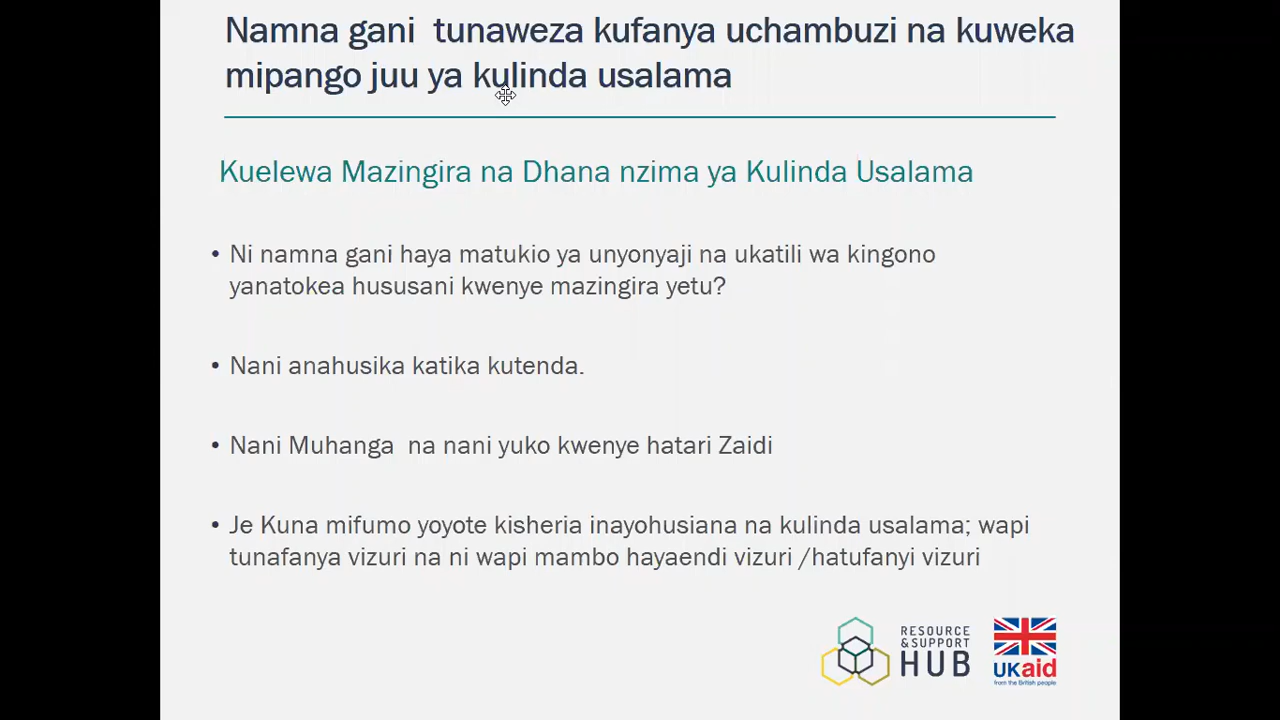 Namna gani tunaweza kufanya uchambuzi na kuweka
mipango juu ya kulinda usalama
Kuelewa Mazingira na Dhana nzima ya Kulinda Usalama
• Ni namna gani haya matukio ya unyonyaji na ukatili wa kingono
yanatokea hususani kwenye mazingira yetu?
• Nani anahusika katika kutenda.
• Nani Muhanga na nani yuko kwenye hatari Zaidi
• Je Kuna mifumo yoyote kisheria inayohusiana na kulinda usalama; wapi
tunafanya vizuri na ni wapi mambo hayaendi vizuri /hatufanyi vizuri
RESOURCE
& SUPPORT
HUB
UKaid
from the British people